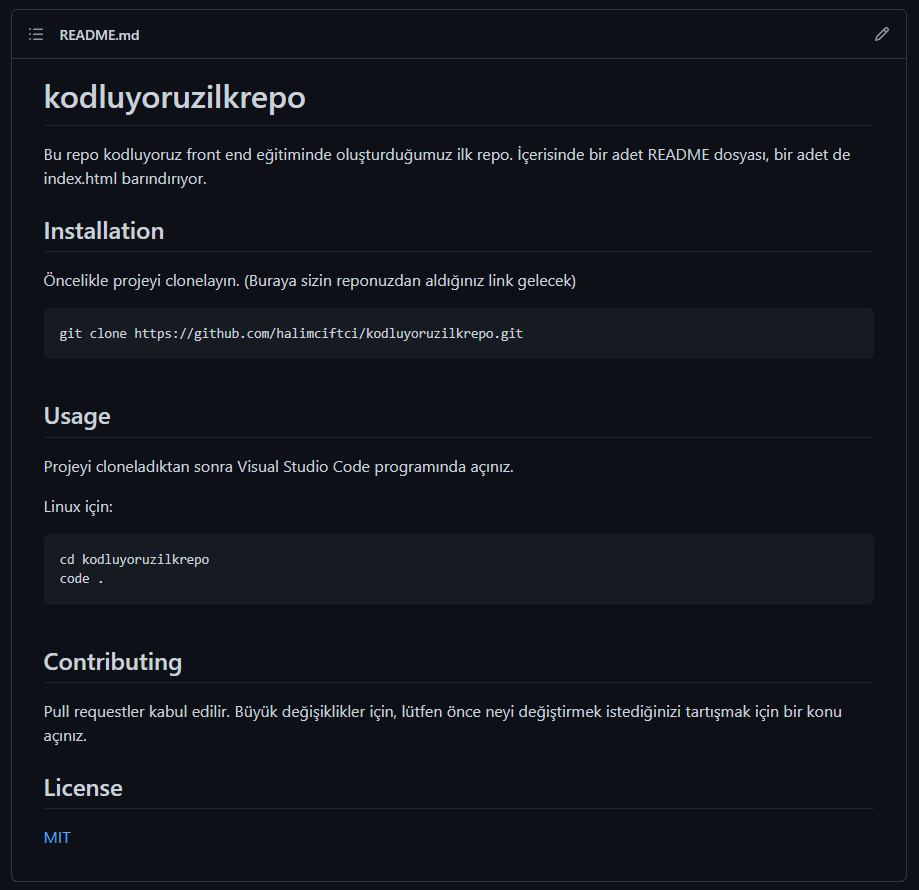 README.md
kodluyoruzilkrepo
Bu repo kodluyoruz front end eğitiminde oluşturduğumuz ilk repo. İçerisinde bir adet README dosyası, bir adet de
index.html barındırıyor.
Installation
Öncelikle projeyi clonelayın. (Buraya sizin reponuzdan aldığınız link gelecek)
git clone https://github.com/halimciftci/kodluyoruzilkrepo.git
Usage
Projeyi cloneladıktan sonra Visual Studio Code programında açınız.
Linux için:
cd kodluyoruzilkrepo
code .
Contributing
Pull requestler kabul edilir. Büyük değişiklikler için, lütfen önce neyi değiştirmek istediğinizi tartışmak için bir konu
açınız.
License
MIT